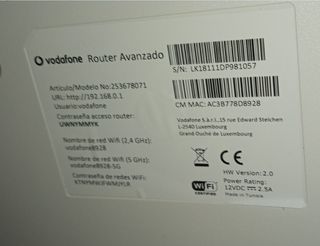 vodafone Router Avanzado
Artículo/Modelo No:253678071
URL: http://192.168.0.1
Usuario:vodafone
Contraseña acceso router:
Nombre de red Wifi (2,4 GHz):
vodafone8928
Nombre de red Wifi (5 GHz):
vodafone8928-5G
Contraseña de redes WiFi:
S/N: LK18111DP981057
CM MAC: AC3B778D8928
Vodafone S.a.r.l.,15 rue Edward Steichen
L-2540 Luxembourg
Grand-Duché de Luxembourg
WiFi
CERTIFIED
CE
HW Version: 2.0
Power Rating:
12VDC 2.5A
Made in Tunisia